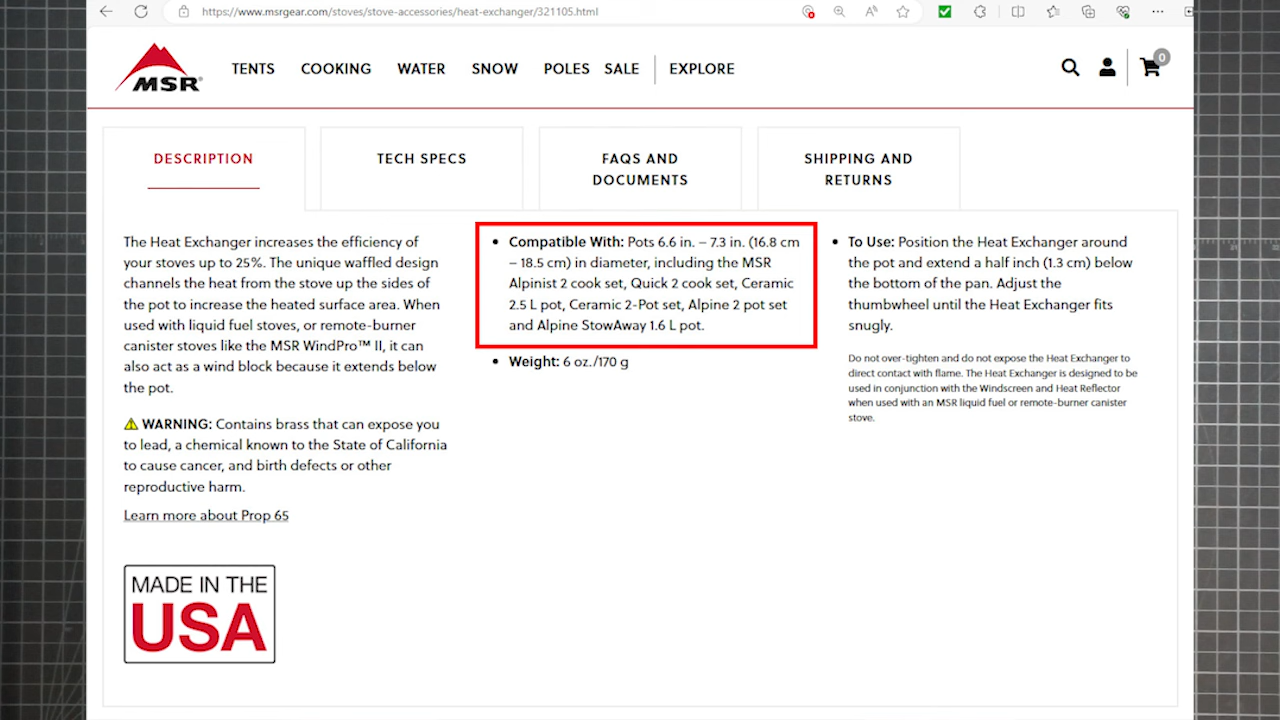 https://www.msrgear.com/stoves/stove-accessories/heat-exchanger/321105.html
MSR
TENTS COOKING WATER SNOW POLES SALE EXPLORE
0
DESCRIPTION
TECH SPECS
FAQS AND
DOCUMENTS
SHIPPING AND
RETURNS
The Heat Exchanger increases the efficiency of
your stoves up to 25%. The unique waffled design
channels the heat from the stove up the sides of
the pot to increase the heated surface area. When
used with liquid fuel stoves, or remote-burner
canister stoves like the MSR WindPro™ II, it can
also act as a wind block because it extends below
the pot.
⚠ WARNING: Contains brass that can expose you
to lead, a chemical known to the State of California
to cause cancer, and birth defects or other
reproductive harm.
Learn more about Prop 65
MADE IN THE
USA
• Compatible With: Pots 6.6 in. – 7.3 in. (16.8 cm
– 18.5 cm) in diameter, including the MSR
Alpinist 2 cook set, Quick 2 cook set, Ceramic
2.5 L pot, Ceramic 2-Pot set, Alpine 2 pot set
and Alpine StowAway 1.6 L pot.
• Weight: 6 oz./170 g
• To Use: Position the Heat Exchanger around
the pot and extend a half inch (1.3 cm) below
the bottom of the pan. Adjust the
thumbwheel until the Heat Exchanger fits
snugly.
Do not over-tighten and do not expose the Heat Exchanger to
direct contact with flame. The Heat Exchanger is designed to be
used in conjunction with the Windscreen and Heat Reflector
when used with an MSR liquid fuel or remote-burner canister
stove.